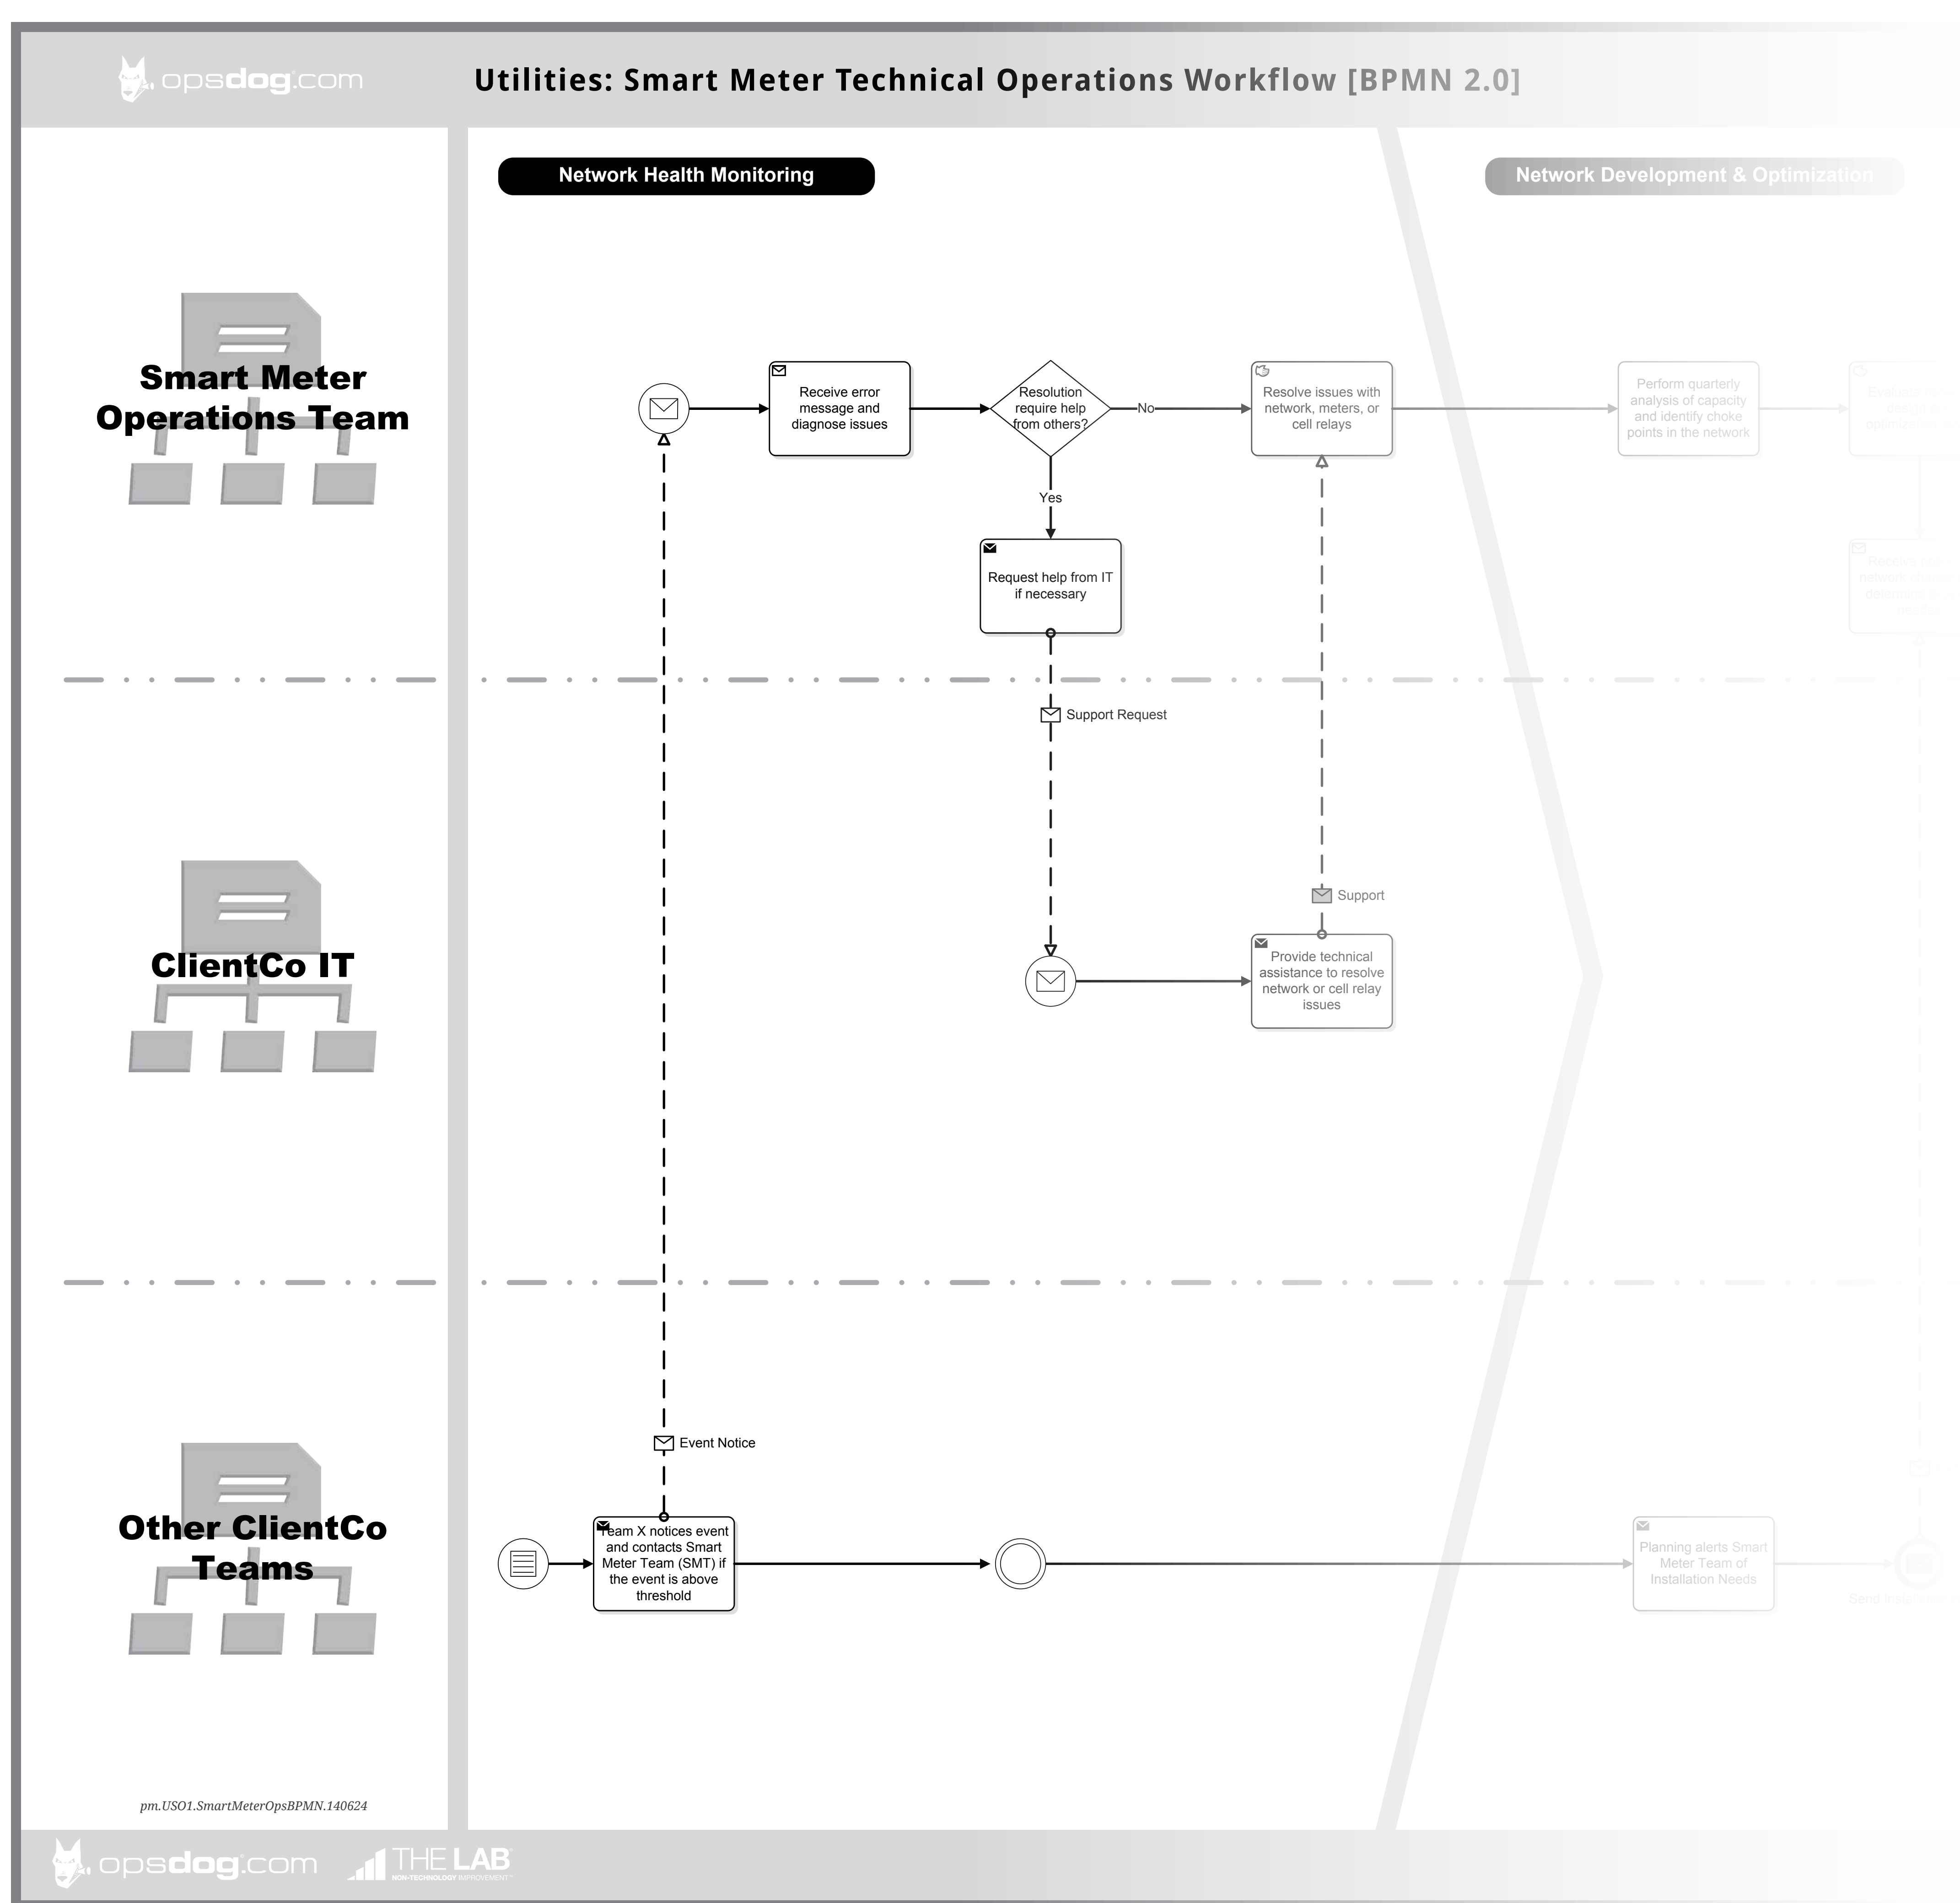 opsdog.com
Utilities: Smart Meter Technical Operations Workflow [BPMN 2.0]
Network Health Monitoring
Network Development & Optimization
Smart Meter
Operations Team
Receive error
message and
diagnose issues
Resolution
require help
from others?
No
Resolve issues with
network, meters, or
cell relays
Perform quarterly
analysis of capacity
and identify choke
points in the network
Yes
Request help from IT
if necessary
Support Request
Support
ClientCo IT
Provide technical
assistance to resolve
network or cell relay
issues
Event Notice
Other ClientCo
Teams
Team X notices event
and contacts Smart
Meter Team (SMT) if
the event is above
threshold
Planning alerts Smart
Meter Team of
Installation Needs
Send
pm.USO1.SmartMeterOpsBPMN.140624
opsdog.com
THE LAB
NON-TECHNOLOGY IMPROVEMENT